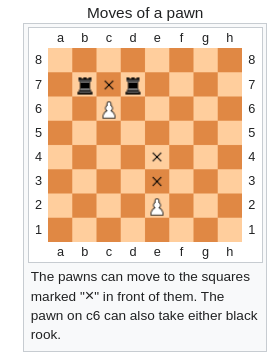 Moves of a pawn
a b c d e f g h
8 8
7 × 7
6 6
5 5
4 × 4
3 × 3
2 2
1 1
a b c d e f g h
The pawns can move to the squares
marked "×" in front of them. The
pawn on c6 can also take either black
rook.